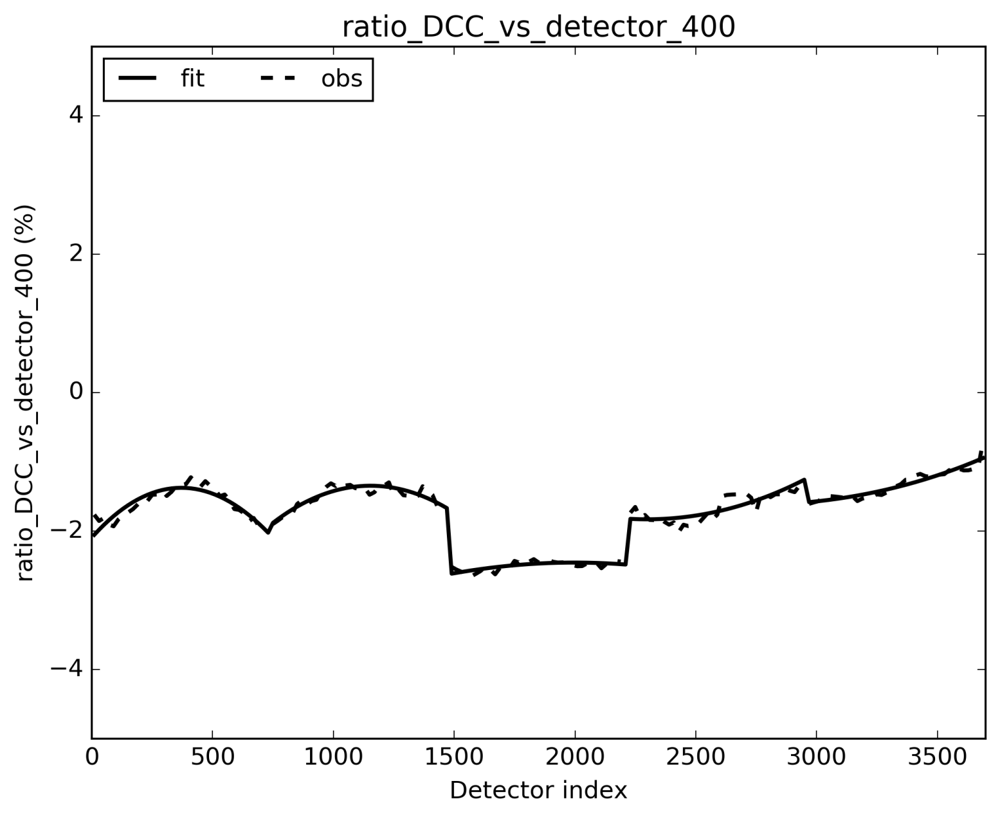 ratio_DCC_vs_detector_400
fit obs
4
2
0
−2
−4
ratio_DCC_vs_detector_400 (%)
0 500 1000 1500 2000 2500 3000 3500
Detector index